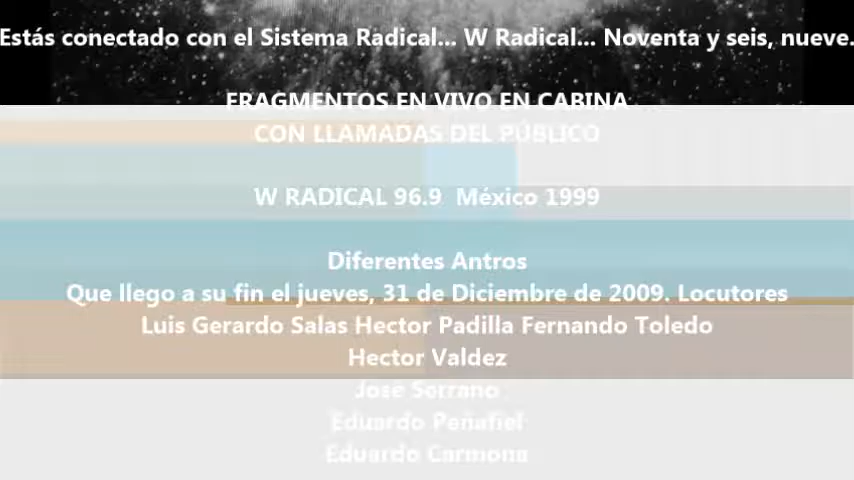 Estás conectado con el Sistema Radical... W Radical... Noventa y seis, nueve.
FRAGMENTOS EN VIVO EN CABINA
CON LLAMADAS DEL PÚBLICO
W RADICAL 96.9 México 1999
Diferentes Antros
Que llego a su fin el jueves, 31 de Diciembre de 2009. Locutores
Luis Gerardo Salas Hector Padilla Fernando Toledo
Hector Valdez
José Serrano
Eduardo Peñafiel
Eduardo Carmona